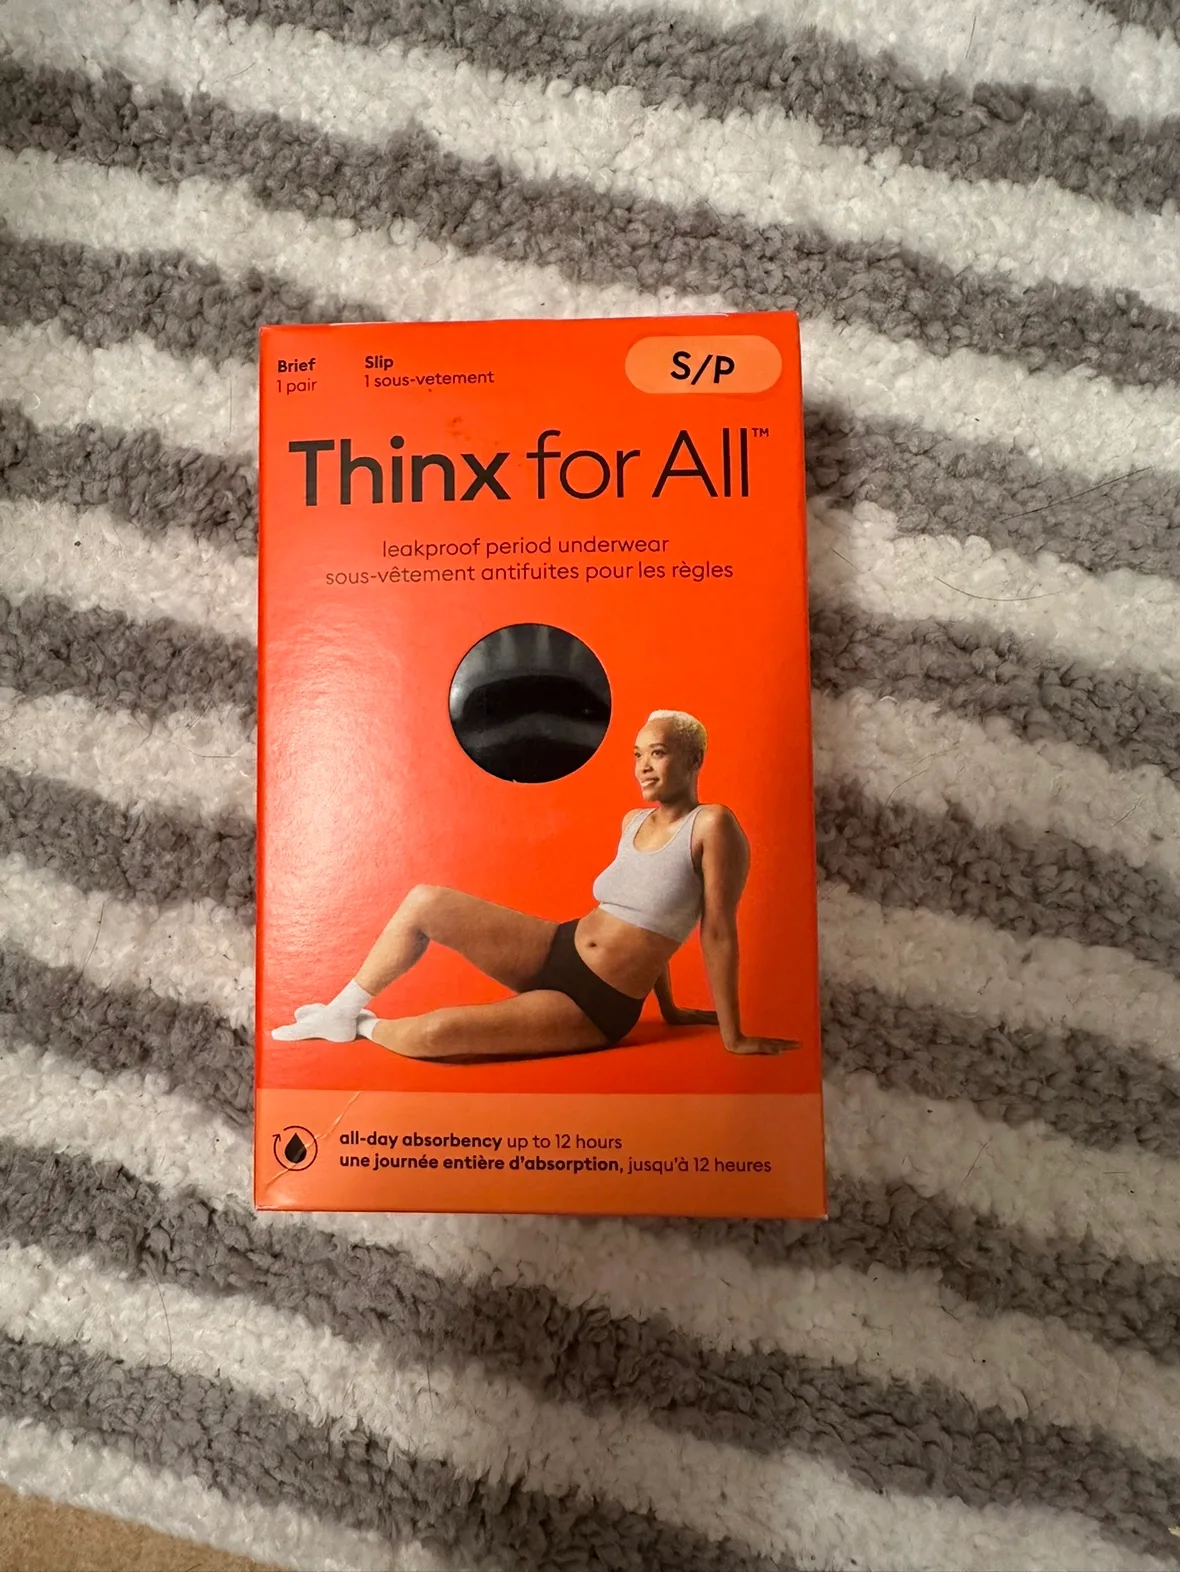 Brief
1 pair
Slip
1 sous-vetement
S/P
Thinx for All™
leakproof period underwear
sous-vêtement antifuites pour les règles
all-day absorbency up to 12 hours
une journée entière d'absorption, jusqu'à 12 heures